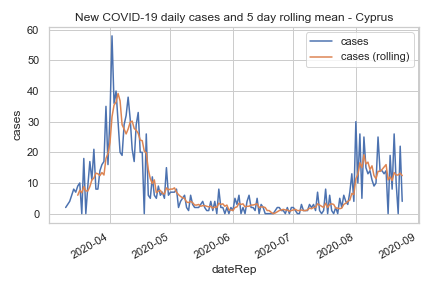 New COVID-19 daily cases and 5 day rolling mean - Cyprus
cases
cases (rolling)
cases
60
50
40
30
20
10
0
2020-04
2020-05
2020-06
2020-07
2020-08
2020-09
dateRep